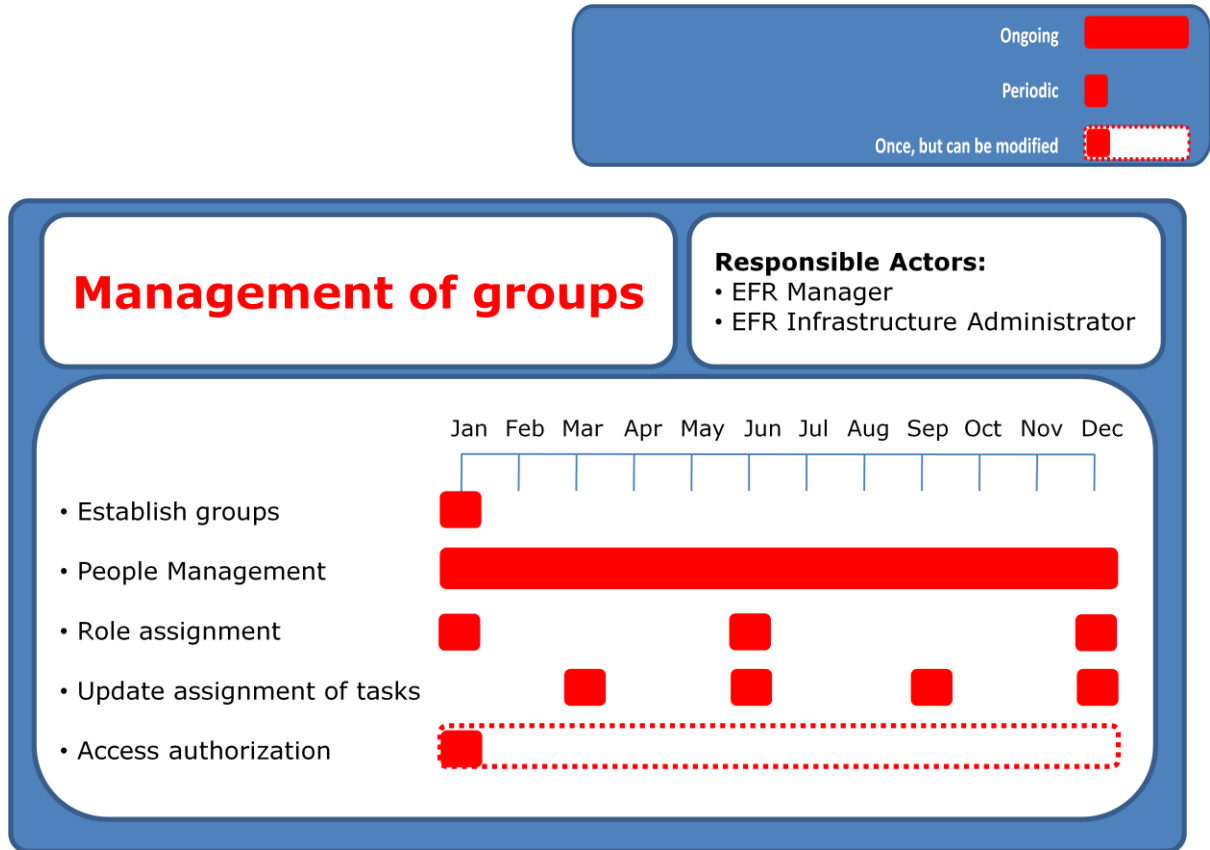 Ongoing
Periodic
Once, but can be modified
Management of groups
Responsible Actors:
• EFR Manager
• EFR Infrastructure Administrator
Jan Feb Mar Apr May Jun Jul Aug Sep Oct Nov Dec
• Establish groups
• People Management
• Role assignment
• Update assignment of tasks
• Access authorization